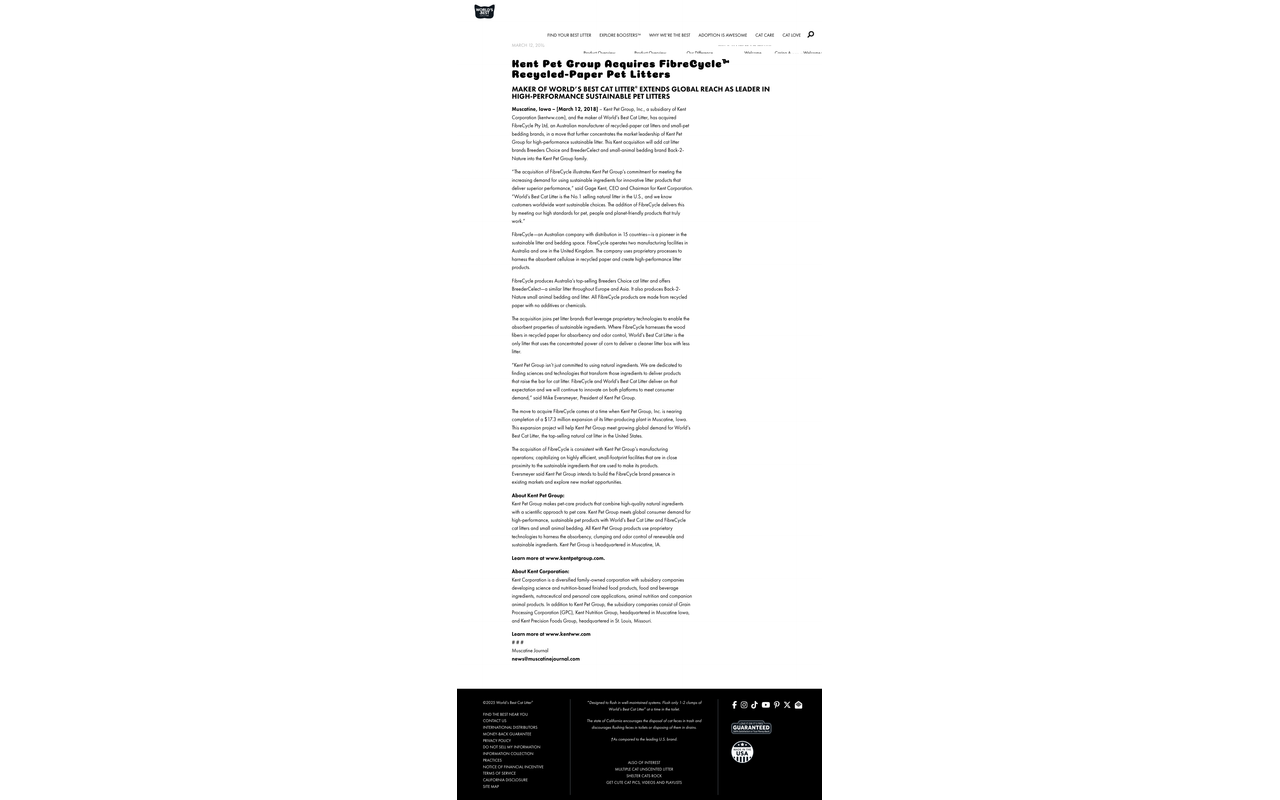 WORLD'S
BEST
FIND YOUR BEST LITTER EXPLORE BOOSTERS™ WHY WE'RE THE BEST ADOPTION IS AWESOME CAT CARE CAT LOVE
MARCH 12, 2018
Product Overview Product Overview Our Difference Welcome Caring A Welcome
Kent Pet Group Acquires FibreCycle™
Recycled-Paper Pet Litters
MAKER OF WORLD'S BEST CAT LITTER® EXTENDS GLOBAL REACH AS LEADER IN
HIGH-PERFORMANCE SUSTAINABLE PET LITTERS
Muscatine, Iowa – [March 12, 2018] – Kent Pet Group, Inc., a subsidiary of Kent
Corporation (kentww.com), and the maker of World's Best Cat Litter, has acquired
FibreCycle Pty Ltd, an Australian manufacturer of recycled-paper cat litters and small-pet
bedding brands, in a move that further concentrates the market leadership of Kent Pet
Group for high-performance sustainable litter. This Kent acquisition will add cat litter
brands Breeders Choice and BreederCelect and small-animal bedding brand Back-2-
Nature into the Kent Pet Group family.
"The acquisition of FibreCycle illustrates Kent Pet Group's commitment for meeting the
increasing demand for using sustainable ingredients for innovative litter products that
deliver superior performance," said Gage Kent, CEO and Chairman for Kent Corporation.
"World's Best Cat Litter is the No.1 selling natural litter in the U.S., and we know
customers worldwide want sustainable choices. The addition of FibreCycle delivers this
by meeting our high standards for pet, people and planet-friendly products that truly
work."
FibreCycle—an Australian company with distribution in 15 countries—is a pioneer in the
sustainable litter and bedding space. FibreCycle operates two manufacturing facilities in
Australia and one in the United Kingdom. The company uses proprietary processes to
harness the absorbent cellulose in recycled paper and create high-performance litter
products.
FibreCycle produces Australia's top-selling Breeders Choice cat litter and offers
BreederCelect—a similar litter throughout Europe and Asia. It also produces Back-2-
Nature small animal bedding and litter. All FibreCycle products are made from recycled
paper with no additives or chemicals.
The acquisition joins pet litter brands that leverage proprietary technologies to enable the
absorbent properties of sustainable ingredients. Where FibreCycle harnesses the wood
fibers in recycled paper for absorbency and odor control, World's Best Cat Litter is the
only litter that uses the concentrated power of corn to deliver a cleaner litter box with less
litter.
"Kent Pet Group isn't just committed to using natural ingredients. We are dedicated to
finding sciences and technologies that transform those ingredients to deliver products
that raise the bar for cat litter. FibreCycle and World's Best Cat Litter deliver on that
expectation and we will continue to innovate on both platforms to meet consumer
demand," said Mike Eversmeyer, President of Kent Pet Group.
The move to acquire FibreCycle comes at a time when Kent Pet Group, Inc. is nearing
completion of a $17.3 million expansion of its litter-producing plant in Muscatine, Iowa.
This expansion project will help Kent Pet Group meet growing global demand for World's
Best Cat Litter, the top-selling natural cat litter in the United States.
The acquisition of FibreCycle is consistent with Kent Pet Group's manufacturing
operations; capitalizing on highly efficient, small-footprint facilities that are in close
proximity to the sustainable ingredients that are used to make its products.
Eversmeyer said Kent Pet Group intends to build the FibreCycle brand presence in
existing markets and explore new market opportunities.
About Kent Pet Group:
Kent Pet Group makes pet-care products that combine high-quality natural ingredients
with a scientific approach to pet care. Kent Pet Group meets global consumer demand for
high-performance, sustainable pet products with World's Best Cat Litter and FibreCycle
cat litters and small animal bedding. All Kent Pet Group products use proprietary
technologies to harness the absorbency, clumping and odor control of renewable and
sustainable ingredients. Kent Pet Group is headquartered in Muscatine, IA.
Learn more at www.kentpetgroup.com.
About Kent Corporation:
Kent Corporation is a diversified family-owned corporation with subsidiary companies
developing science and nutrition-based finished food products, food and beverage
ingredients, nutraceutical and personal care applications, animal nutrition and companion
animal products. In addition to Kent Pet Group, the subsidiary companies consist of Grain
Processing Corporation (GPC), Kent Nutrition Group, headquartered in Muscatine Iowa,
and Kent Precision Foods Group, headquartered in St. Louis, Missouri.
Learn more at www.kentww.com
# # #
Muscatine Journal
news@muscatinejournal.com
©2025 World's Best Cat Litter®
FIND THE BEST NEAR YOU
CONTACT US
INTERNATIONAL DISTRIBUTORS
MONEY-BACK GUARANTEE
PRIVACY POLICY
DO NOT SELL MY INFORMATION
INFORMATION COLLECTION
PRACTICES
NOTICE OF FINANCIAL INCENTIVE
TERMS OF SERVICE
CALIFORNIA DISCLOSURE
SITE MAP
*Designed to flush in well-maintained systems. Flush only 1-2 clumps of
World's Best Cat Litter® at a time in the toilet.
The state of California encourages the disposal of cat feces in trash and
discourages flushing feces in toilets or disposing of them in drains.
†As compared to the leading U.S. brand.
ALSO OF INTEREST
MULTIPLE CAT UNSCENTED LITTER
SHELTER CATS ROCK
GET CUTE CAT PICS, VIDEOS AND PLAYLISTS
GUARANTEED
MADE IN THE
USA